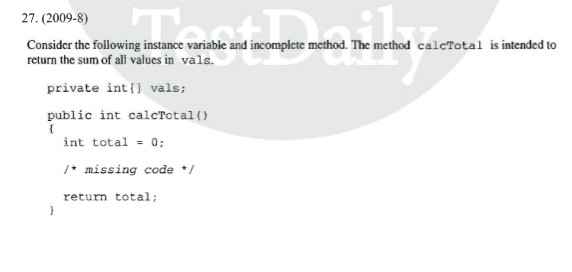 TestDaily
27. (2009-8)
Consider the following instance variable and incomplete method. The method calcTotal is intended to
return the sum of all values in vals.
private int[] vals;
public int calcTotal()
{
int total = 0;
/* missing code */
return total;
}